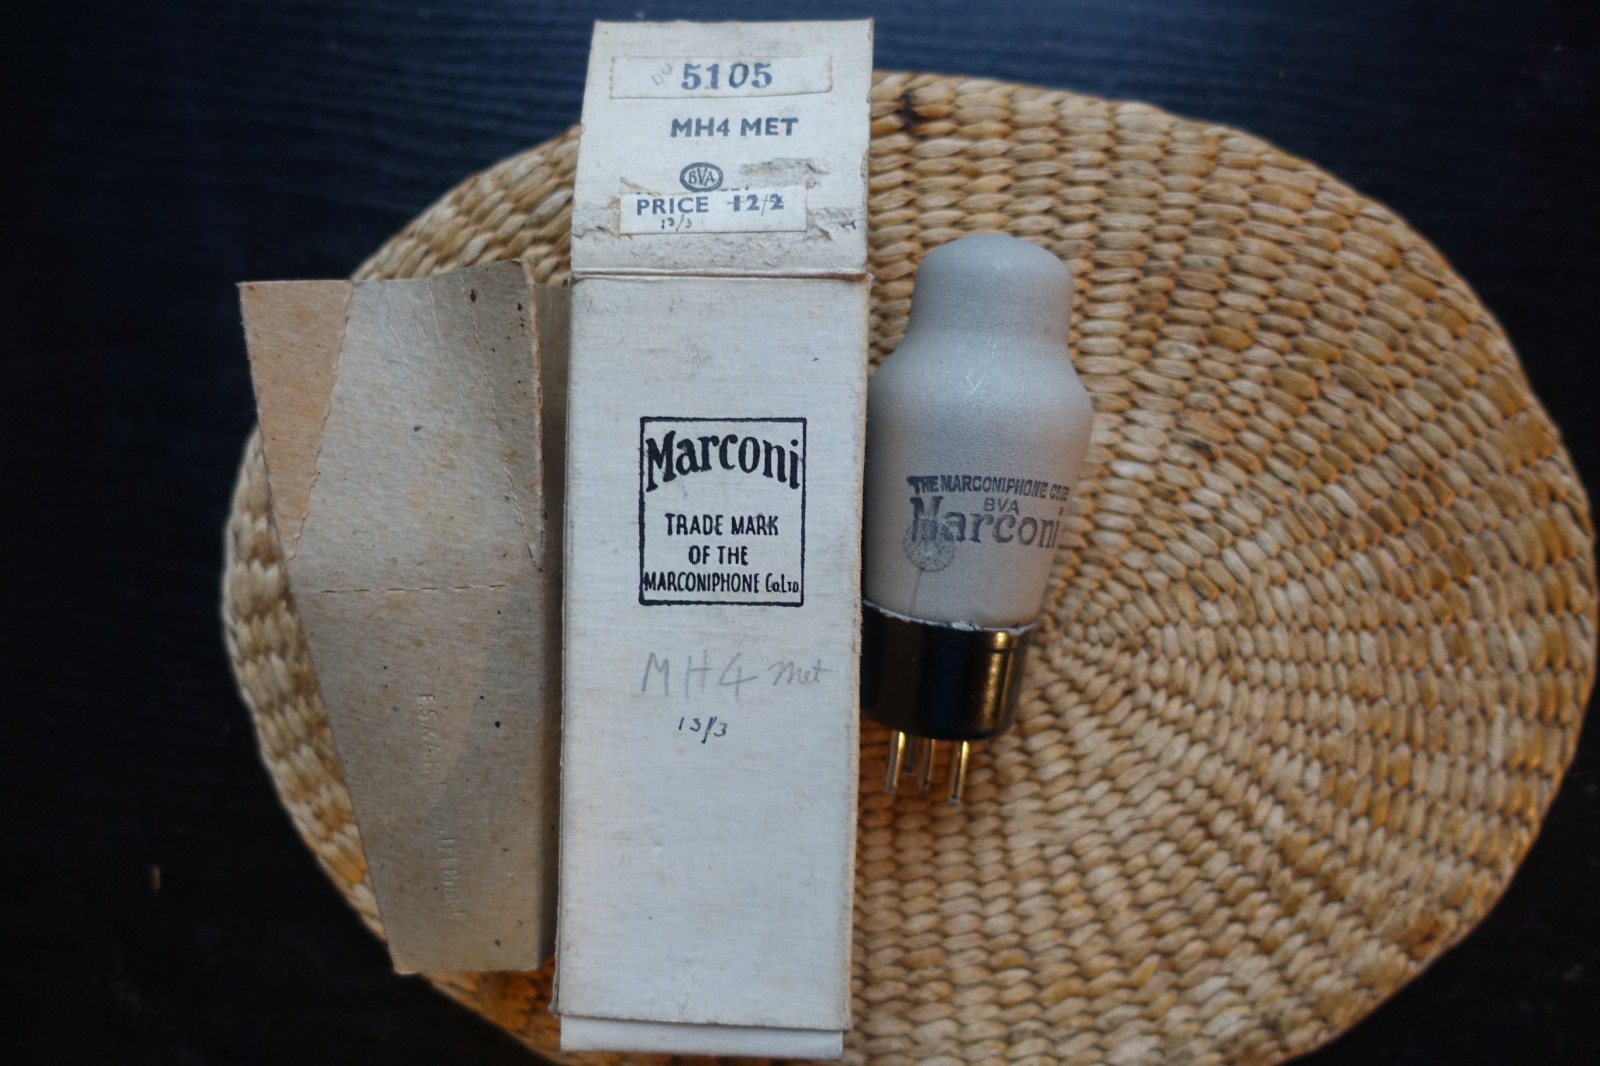 5105
MH4 MET
BVA
PRICE 12/2
13/3
Marconi
TRADE MARK
OF THE
MARCONIPHONE Co. LTD
MH4 Met
13/3
THE MARCONIPHONE
BVA
Marconi